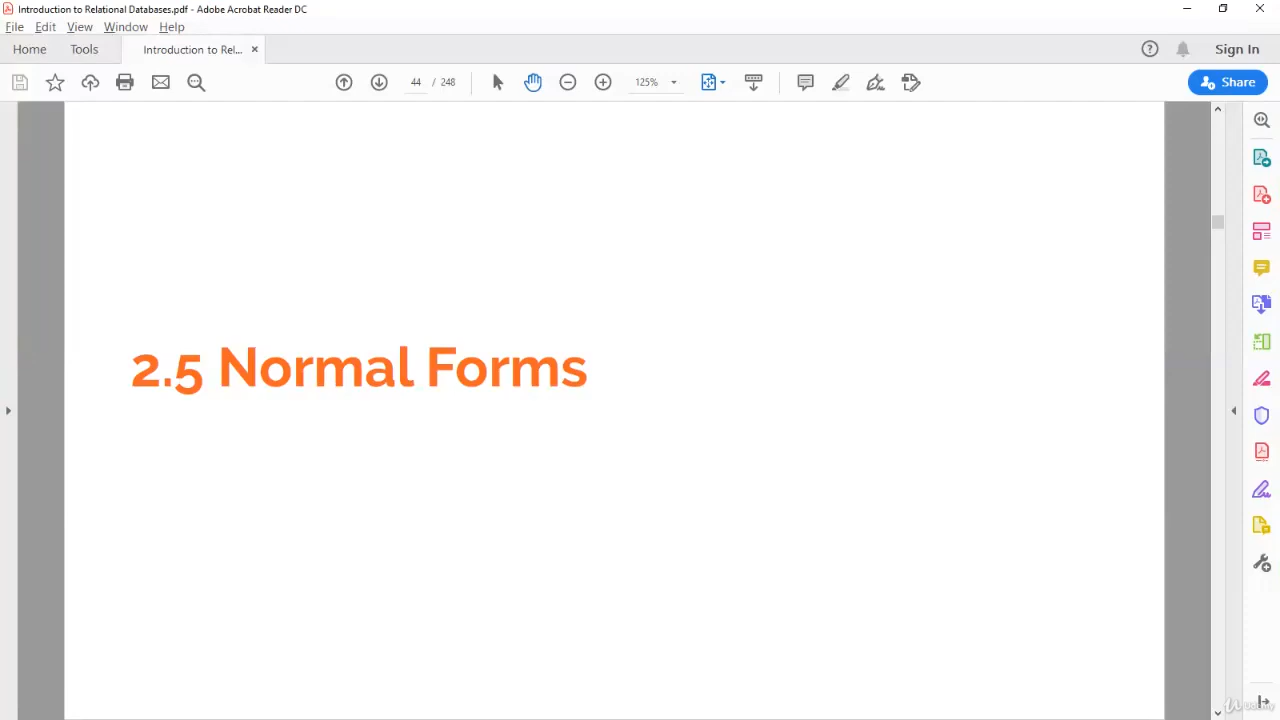 Introduction to Relational Databases.pdf - Adobe Acrobat Reader DC
File Edit View Window Help
Home Tools Introduction to Rel... × Sign In
44 / 248 125% Share
2.5 Normal Forms
Udemy